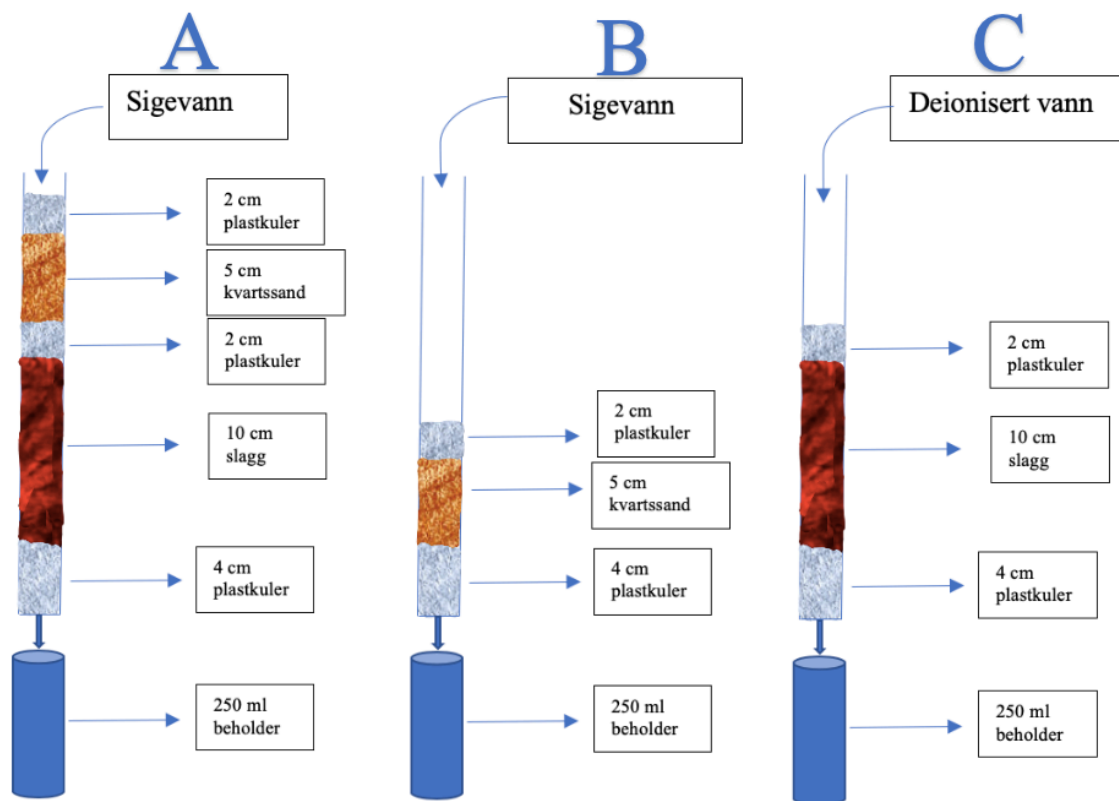 A
Sigevann
2 cm
plastkuler
5 cm
kvartssand
2 cm
plastkuler
10 cm
slagg
4 cm
plastkuler
250 ml
beholder
B
Sigevann
2 cm
plastkuler
5 cm
kvartssand
4 cm
plastkuler
250 ml
beholder
C
Deionisert vann
2 cm
plastkuler
10 cm
slagg
4 cm
plastkuler
250 ml
beholder